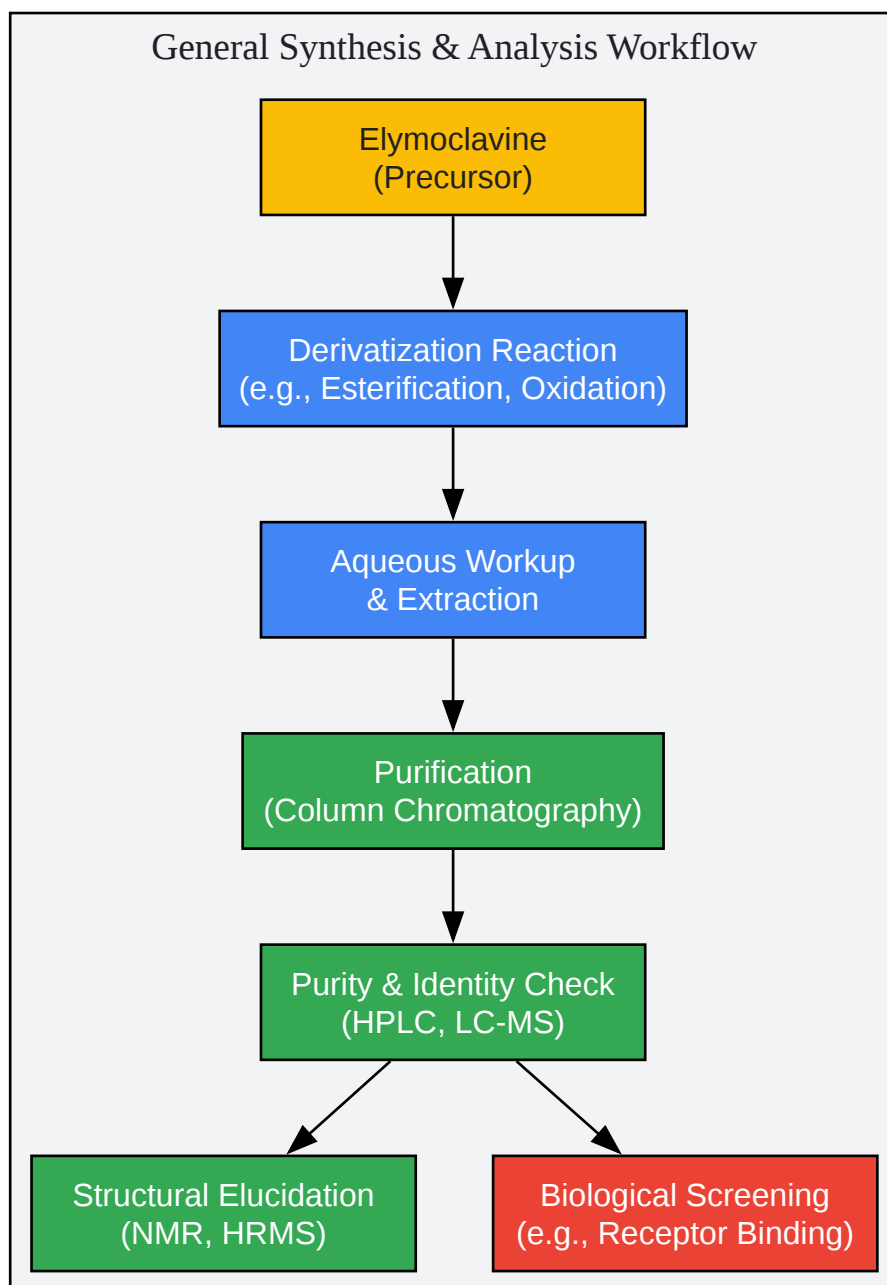 General Synthesis & Analysis Workflow
Elymoclavine
(Precursor)
Derivatization Reaction
(e.g., Esterification, Oxidation)
Aqueous Workup
& Extraction
Purification
(Column Chromatography)
Purity & Identity Check
(HPLC, LC-MS)
Structural Elucidation
(NMR, HRMS)
Biological Screening
(e.g., Receptor Binding)